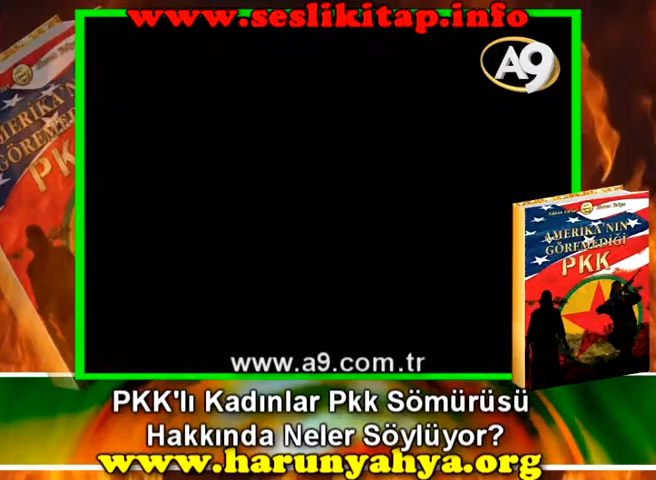 www.seslikitap.info
A9
AMERİKA'NIN
GÖREMEDİĞİ
PKK
AMERİKA'NIN
GÖREMEDİĞİ
PKK
www.a9.com.tr
PKK'lı Kadınlar Pkk Sömürüsü
Hakkında Neler Söylüyor?
www.harunyahya.org